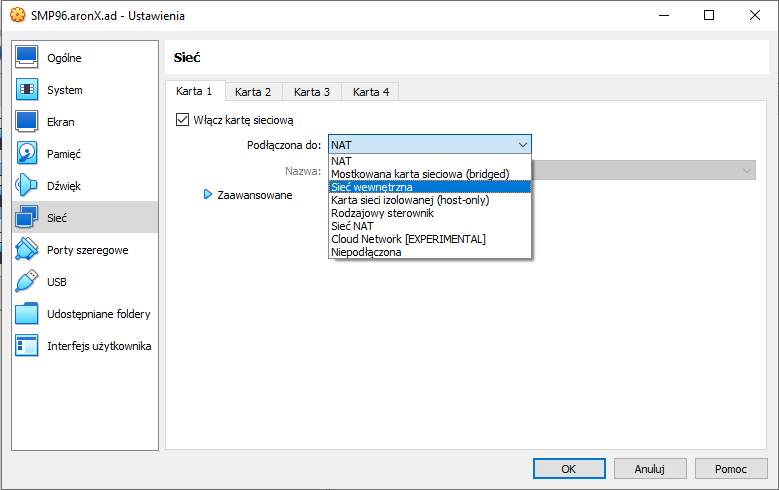 SMP96.aronX.ad - Ustawienia
Ogólne
System
Ekran
Pamięć
Dźwięk
Sieć
Porty szeregowe
USB
Udostępniane foldery
Interfejs użytkownika
Sieć
Karta 1 Karta 2 Karta 3 Karta 4
Włącz kartę sieciową
Podłączona do: NAT
Nazwa:
Zaawansowane
NAT
Mostkowana karta sieciowa (bridged)
Sieć wewnętrzna
Karta sieci izolowanej (host-only)
Rodzajowy sterownik
Sieć NAT
Cloud Network [EXPERIMENTAL]
Niepodłączona
OK Anuluj Pomoc